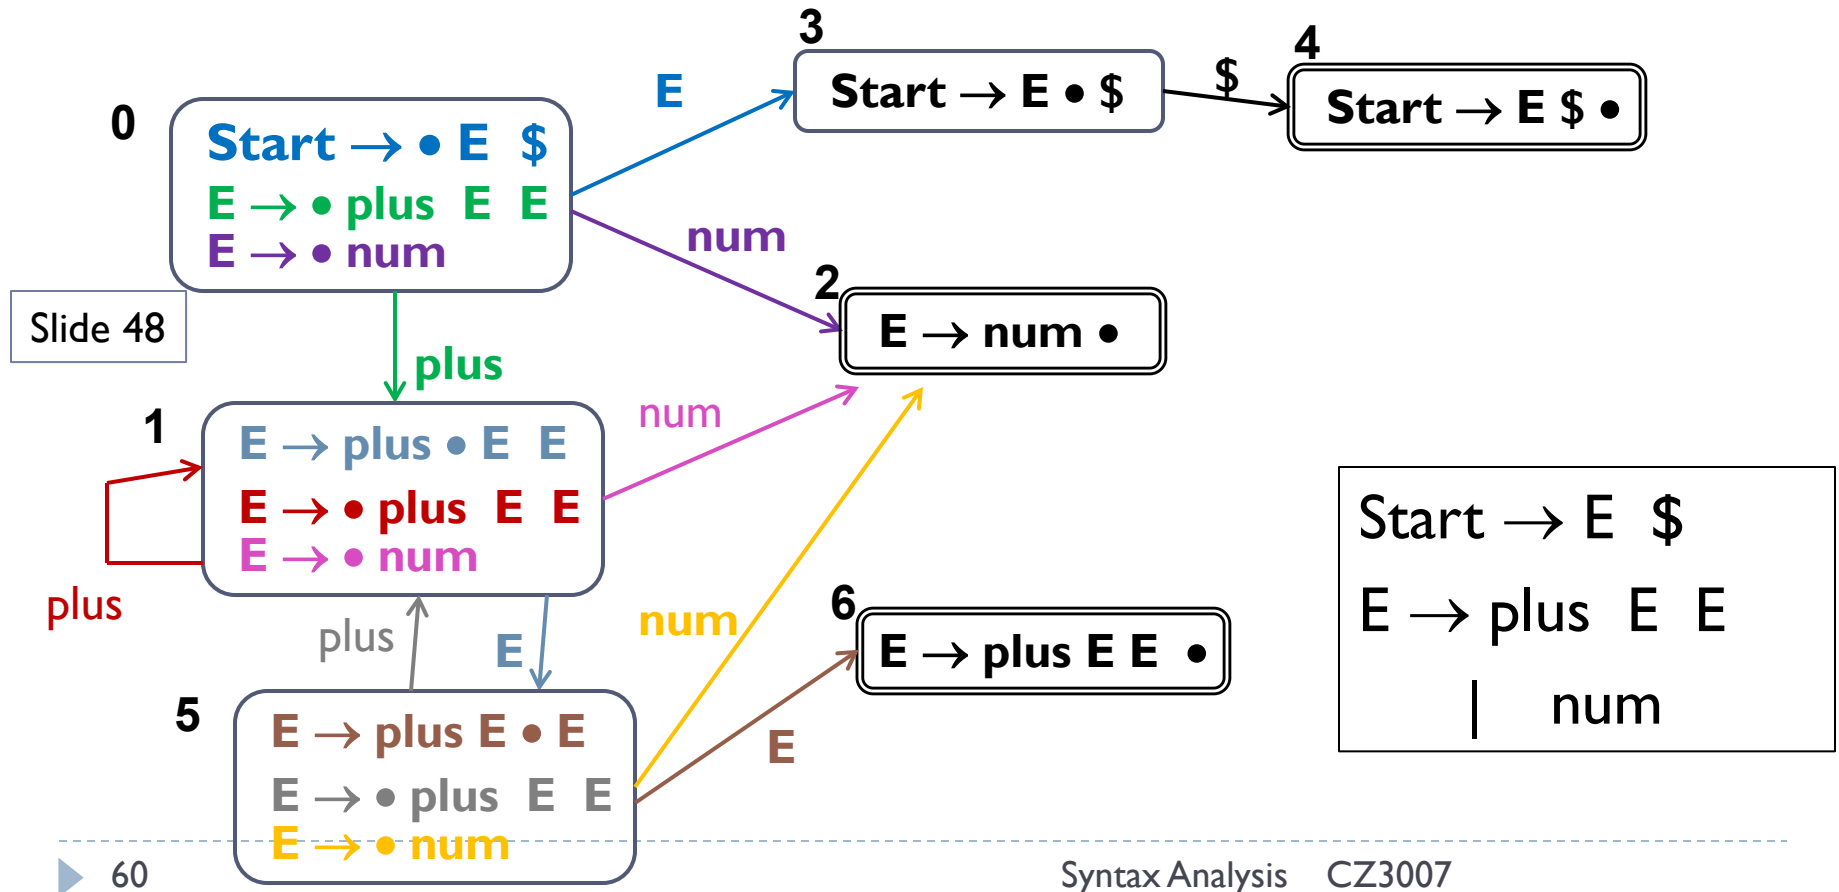 3
Start → E • $
$
4
Start → E $ •
E
0
Start → • E $
E → • plus E E
E → • num
num
2
E → num •
Slide 48
plus
1
E → plus • E E
E → • plus E E
E → • num
num
plus
plus
E
num
6
E → plus E E •
E
5
E → plus E • E
E → • plus E E
E → • num
Start → E $
E → plus E E
| num
60
Syntax Analysis CZ3007